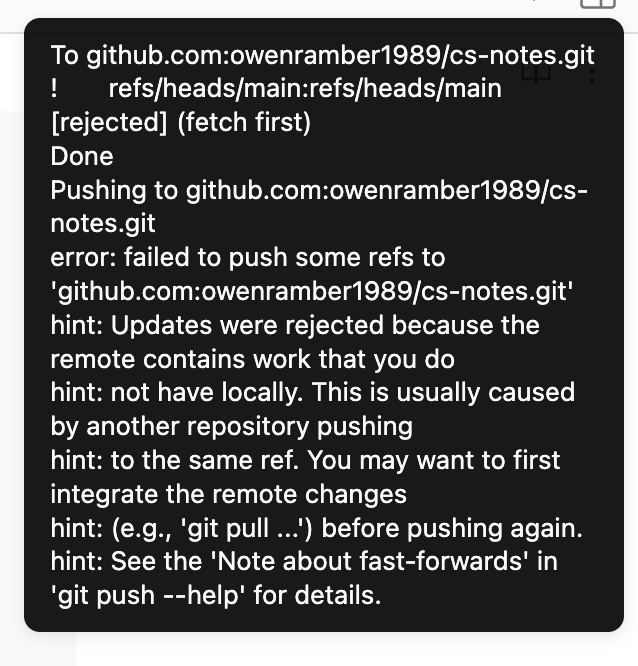 To github.com:owenramber1989/cs-notes.git
! refs/heads/main:refs/heads/main
[rejected] (fetch first)
Done
Pushing to github.com:owenramber1989/cs-
notes.git
error: failed to push some refs to
'github.com:owenramber1989/cs-notes.git'
hint: Updates were rejected because the
remote contains work that you do
hint: not have locally. This is usually caused
by another repository pushing
hint: to the same ref. You may want to first
integrate the remote changes
hint: (e.g., 'git pull ...') before pushing again.
hint: See the 'Note about fast-forwards' in
'git push --help' for details.